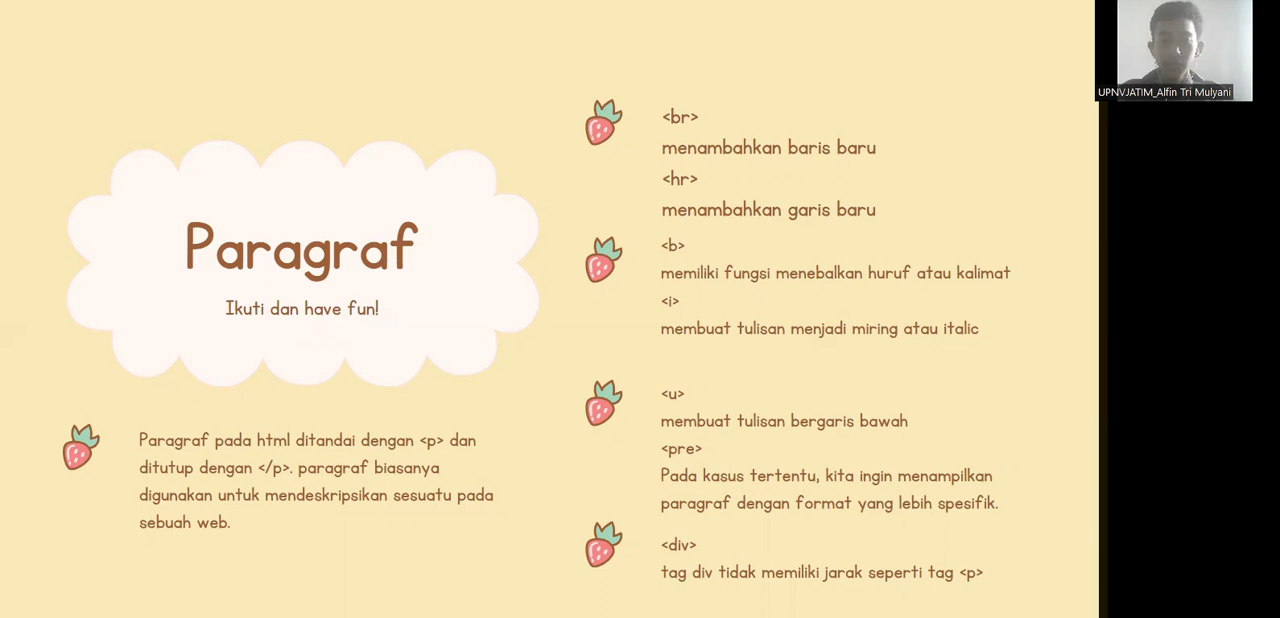 Paragraf
Ikuti dan have fun!
Paragraf pada html ditandai dengan <p> dan
ditutup dengan </p>. paragraf biasanya
digunakan untuk mendeskripsikan sesuatu pada
sebuah web.
<br>
menambahkan baris baru
<hr>
menambahkan garis baru
<b>
memiliki fungsi menebalkan huruf atau kalimat
<i>
membuat tulisan menjadi miring atau italic
<u>
membuat tulisan bergaris bawah
<pre>
Pada kasus tertentu, kita ingin menampilkan
paragraf dengan format yang lebih spesifik.
<div>
tag div tidak memiliki jarak seperti tag <p>
UPNVJATIM_Alfin Tri Mulyani